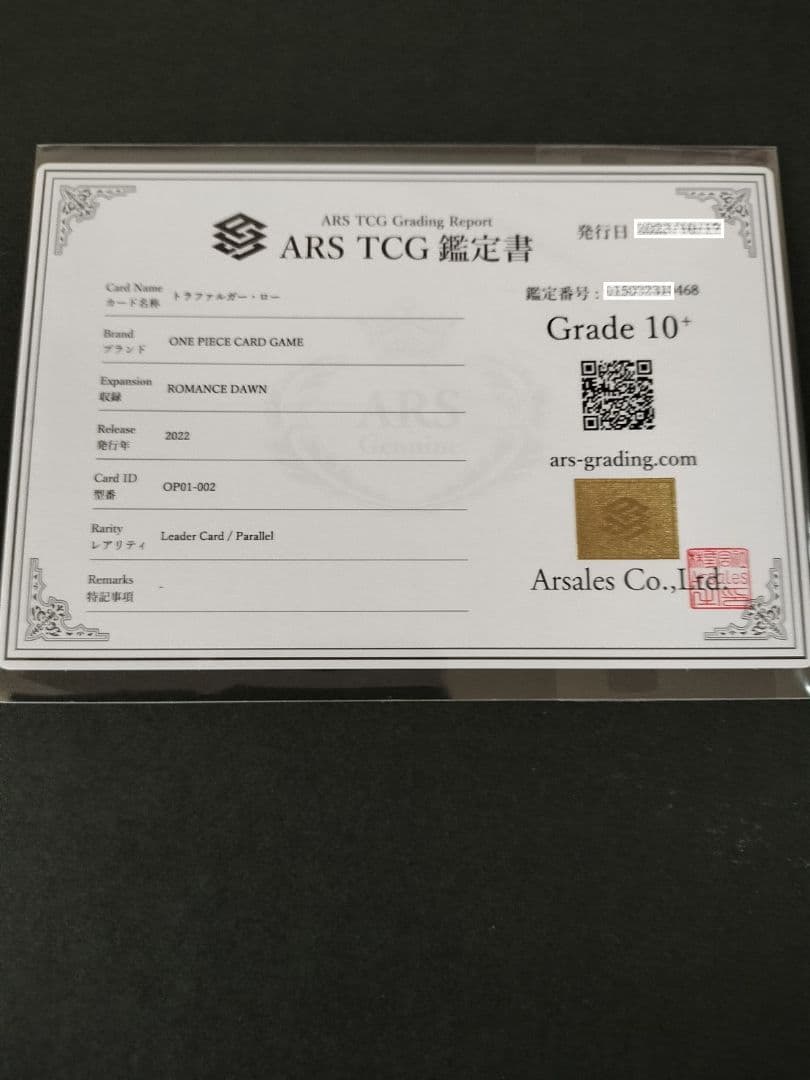 ARS TCG Grading Report
ARS TCG 鑑定書
発行日
鑑定番号 : 468
Card Name
カード名称
トラファルガー・ロー
Grade 10+
Brand
ブランド
ONE PIECE CARD GAME
Expansion
収録
ROMANCE DAWN
ARS
Genuine
Release
発行年
2022
ars-grading.com
Card ID
型番
OP01-002
Rarity
レアリティ
Leader Card / Parallel
Arsales Co.,Ltd.
Remarks
特記事項
-